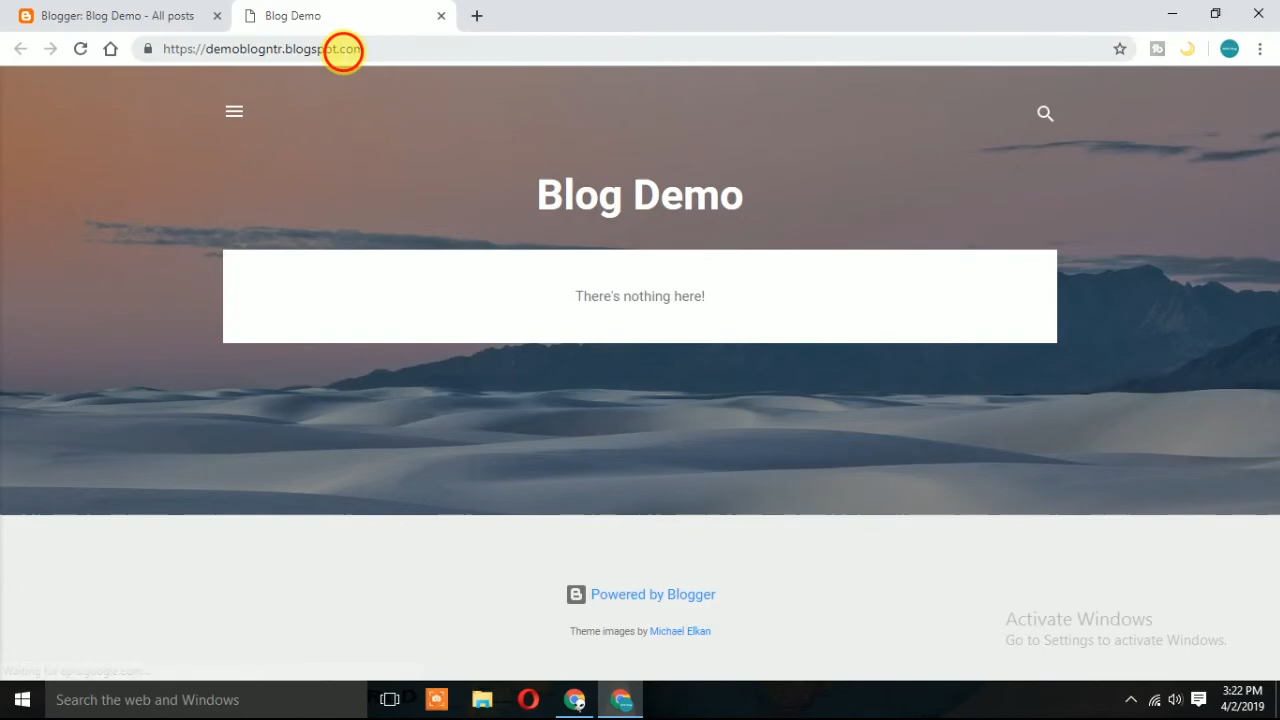 Blogger: Blog Demo - All posts
Blog Demo
https://demoblogntr.blogspot.com
Blog Demo
There's nothing here!
Powered by Blogger
Theme images by Michael Elkan
Activate Windows
Go to Settings to activate Windows.
Search the web and Windows
3:22 PM
4/2/2019